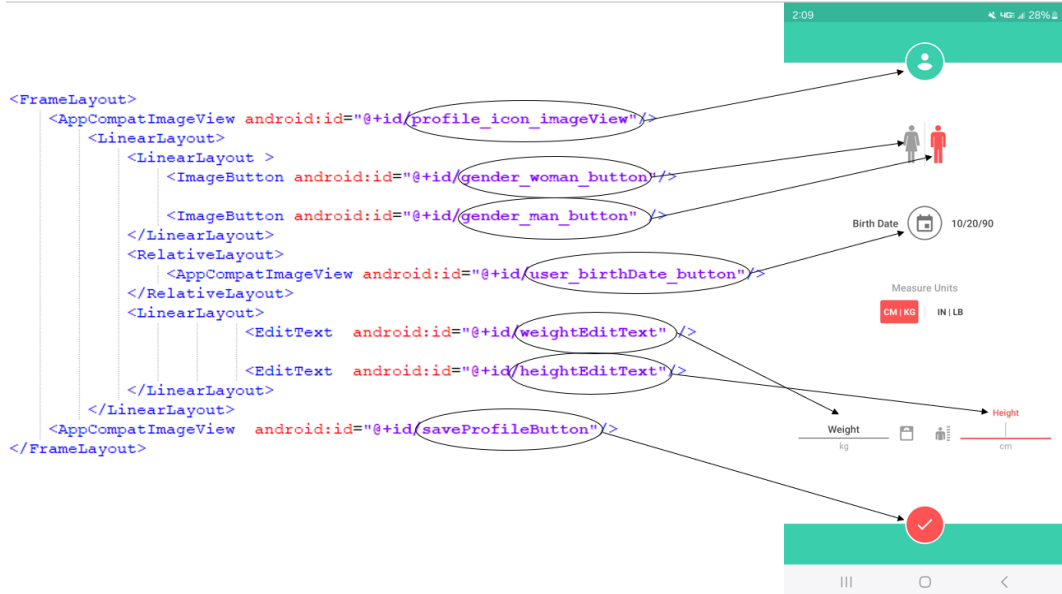 <FrameLayout>
<AppCompatImageView android:id="@+id/profile_icon_imageView"/>
<LinearLayout>
<LinearLayout >
<ImageButton android:id="@+id/gender_woman_button"/>
<ImageButton android:id="@+id/gender_man_button" />
</LinearLayout>
<RelativeLayout>
<AppCompatImageView android:id="@+id/user_birthDate_button"/>
</RelativeLayout>
<LinearLayout>
<EditText android:id="@+id/weightEditText" />
<EditText android:id="@+id/heightEditText"/>
</LinearLayout>
</LinearLayout>
<AppCompatImageView android:id="@+id/saveProfileButton"/>
</FrameLayout>
2:09 4GE 28%
Birth Date 10/20/90
Measure Units
CM | KG IN | LB
Height
Weight
kg cm